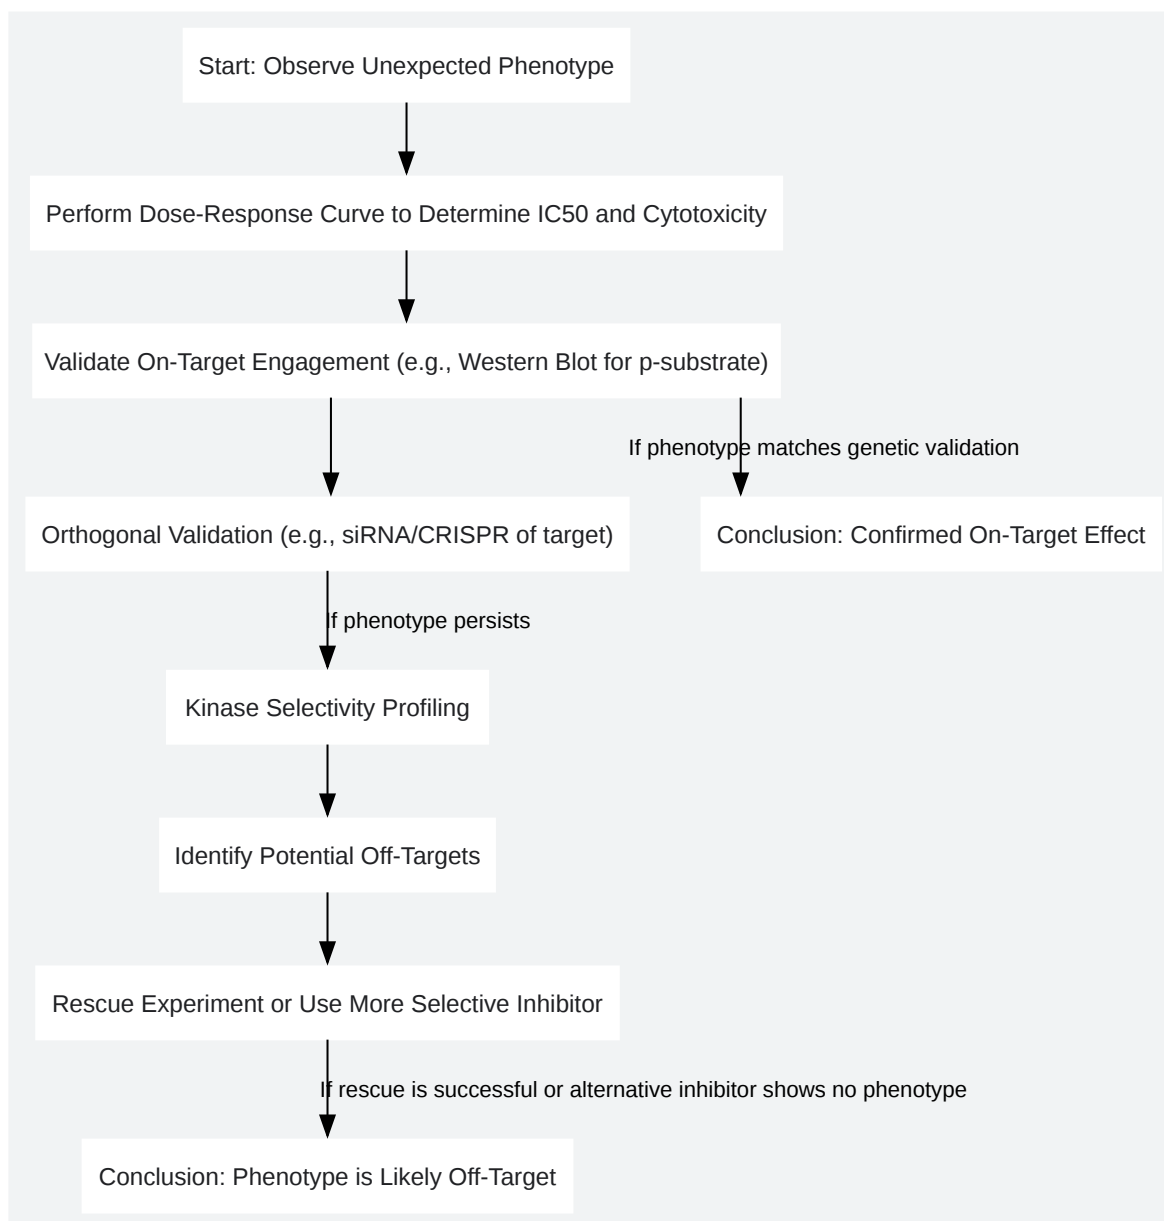 Start: Observe Unexpected Phenotype
Perform Dose-Response Curve to Determine IC50 and Cytotoxicity
Validate On-Target Engagement (e.g., Western Blot for p-substrate)
If phenotype matches genetic validation
Orthogonal Validation (e.g., siRNA/CRISPR of target)
Conclusion: Confirmed On-Target Effect
If phenotype persists
Kinase Selectivity Profiling
Identify Potential Off-Targets
Rescue Experiment or Use More Selective Inhibitor
If rescue is successful or alternative inhibitor shows no phenotype
Conclusion: Phenotype is Likely Off-Target